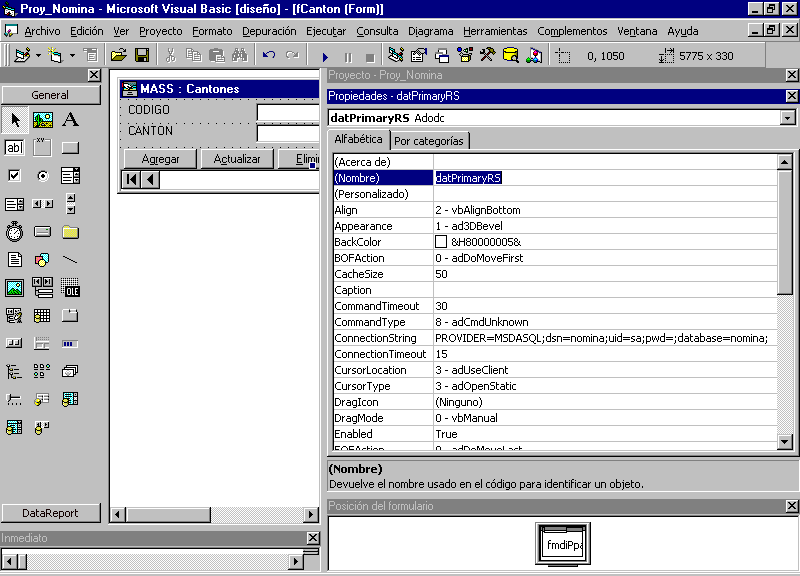 Proy_Nomina - Microsoft Visual Basic [diseño] - [fCanton (Form)]
Archivo Edición Ver Proyecto Formato Depuración Ejecutar Consulta Diagrama Herramientas Complementos Ventana Ayuda
0, 1050 5775 x 330
General
A
abl
xy
OLE
DataReport
MASS : Cantones
CODIGO
CANTON
Agregar Actualizar Elimi
Proyecto - Proy_Nomina
Propiedades - datPrimaryRS
datPrimaryRS Adodc
Alfabética Por categorías
(Acerca de)
(Nombre) datPrimaryRS
(Personalizado)
Align 2 - vbAlignBottom
Appearance 1 - ad3DBevel
BackColor &H80000005&
BOFAction 0 - adDoMoveFirst
CacheSize 50
Caption
CommandTimeout 30
CommandType 8 - adCmdUnknown
ConnectionString PROVIDER=MSDASQL;dsn=nomina;uid=sa;pwd=;database=nomina;
ConnectionTimeout 15
CursorLocation 3 - adUseClient
CursorType 3 - adOpenStatic
DragIcon (Ninguno)
DragMode 0 - vbManual
Enabled True
EOFAction 0 - adDoMoveLast
(Nombre)
Devuelve el nombre usado en el código para identificar un objeto.
Posición del formulario
fmdiPpa
Inmediato